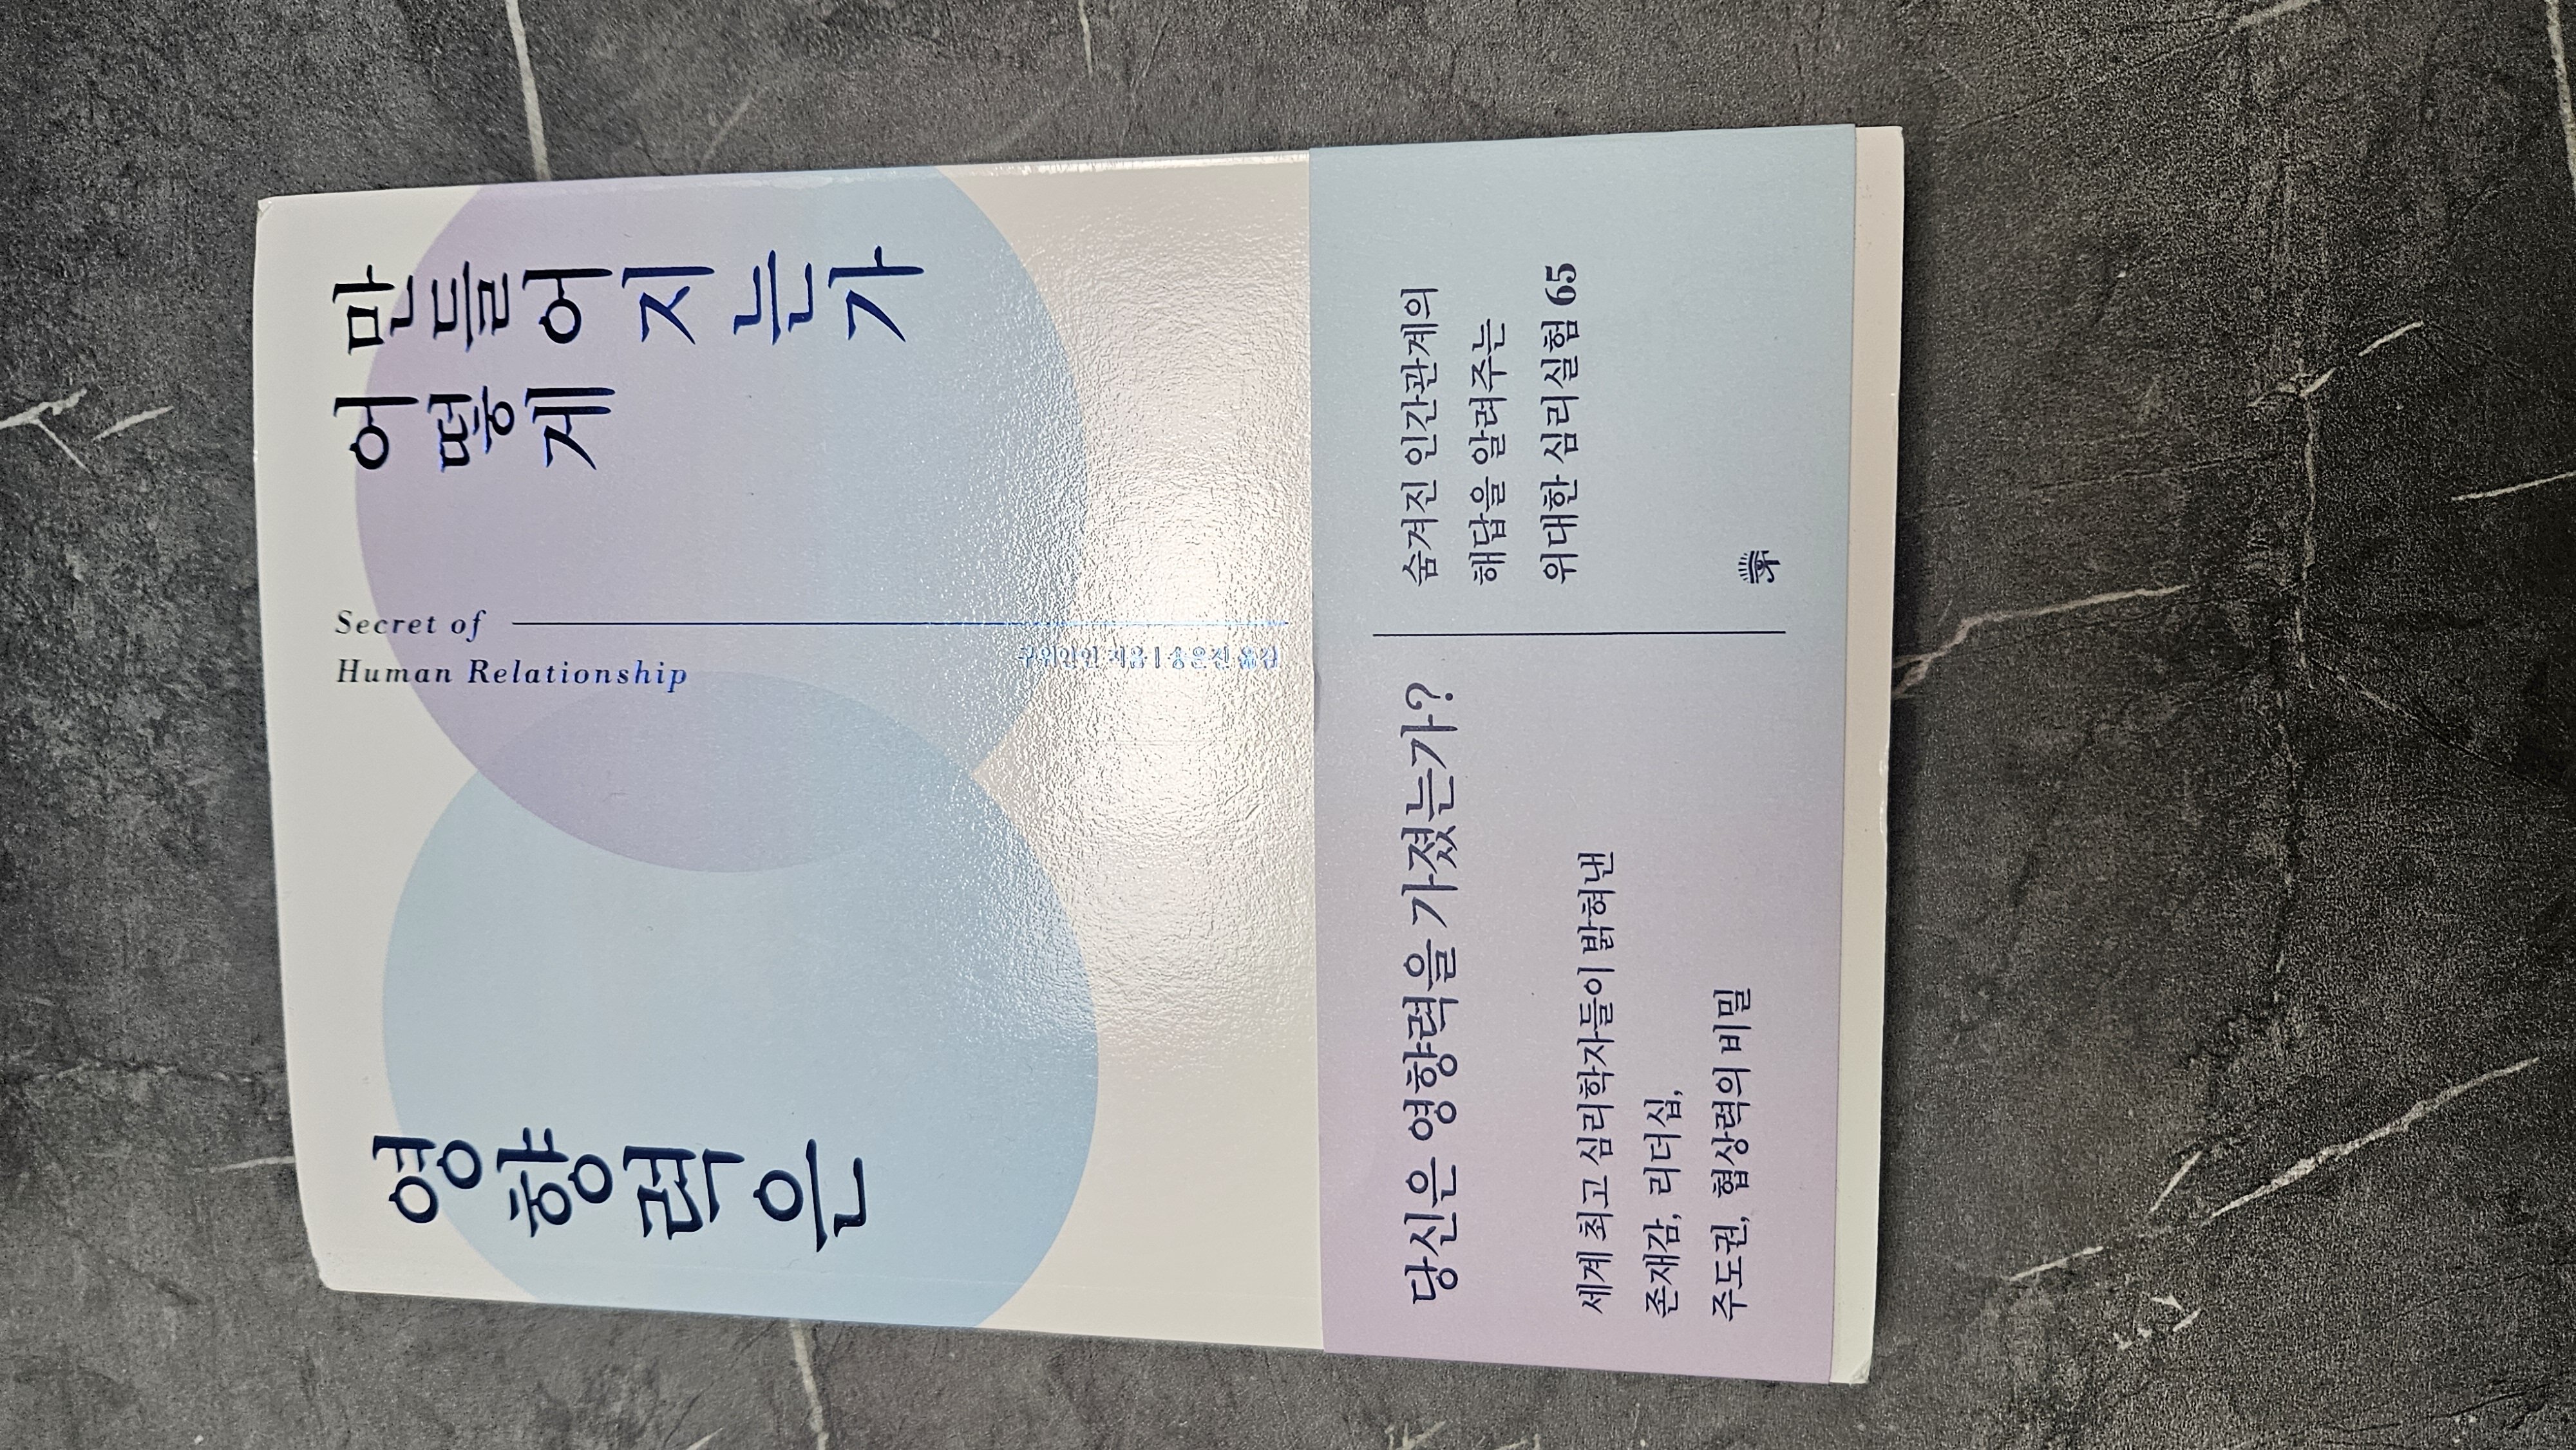 영향력은
어떻게
만들어지는가
Secret of
Human Relationship
구위안인 지음 | 송은진 옮김
당신은 영향력을 가졌는가?
세계 최고 심리학자들이 밝혀낸
존재감, 리더십,
주도권, 협상력의 비밀
숨겨진 인간관계의
해답을 알려주는
위대한 심리실험 65